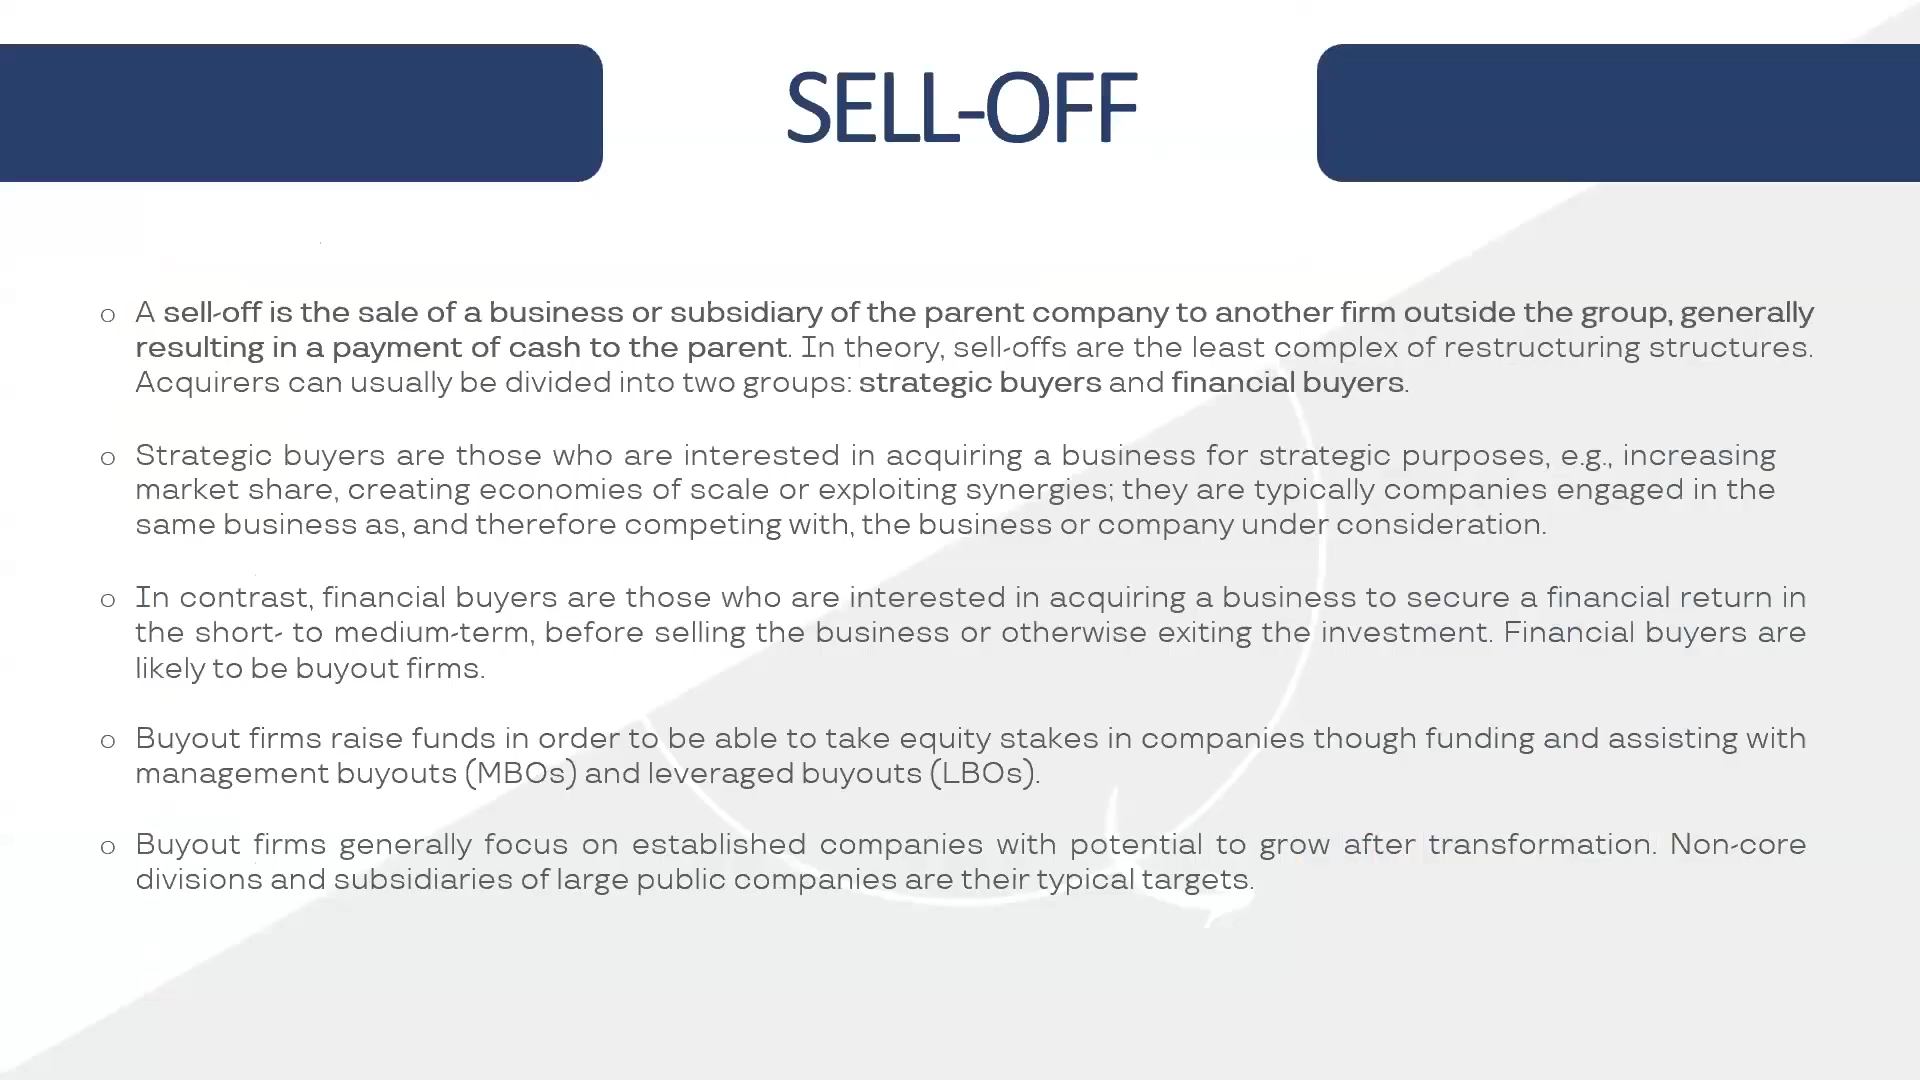 SELL-OFF
o A sell-off is the sale of a business or subsidiary of the parent company to another firm outside the group, generally
resulting in a payment of cash to the parent. In theory, sell-offs are the least complex of restructuring structures.
Acquirers can usually be divided into two groups: strategic buyers and financial buyers.
o Strategic buyers are those who are interested in acquiring a business for strategic purposes, e.g., increasing
market share, creating economies of scale or exploiting synergies; they are typically companies engaged in the
same business as, and therefore competing with, the business or company under consideration.
o In contrast, financial buyers are those who are interested in acquiring a business to secure a financial return in
the short- to medium-term, before selling the business or otherwise exiting the investment. Financial buyers are
likely to be buyout firms.
o Buyout firms raise funds in order to be able to take equity stakes in companies though funding and assisting with
management buyouts (MBOs) and leveraged buyouts (LBOs).
o Buyout firms generally focus on established companies with potential to grow after transformation. Non-core
divisions and subsidiaries of large public companies are their typical targets.